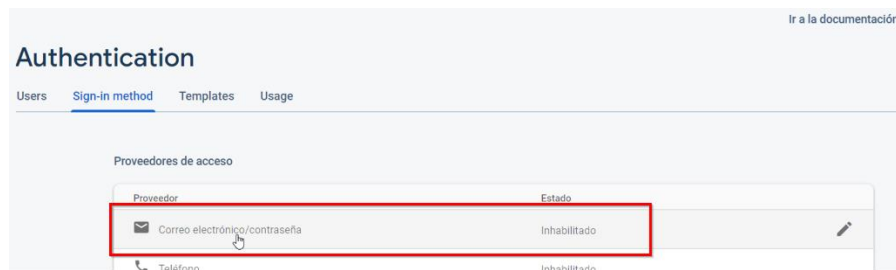 Ir a la documentación
Authentication
Users Sign-in method Templates Usage
Proveedores de acceso
Proveedor Estado
Correo electrónico/contraseña Inhabilitado
Teléfono Inhabilitado